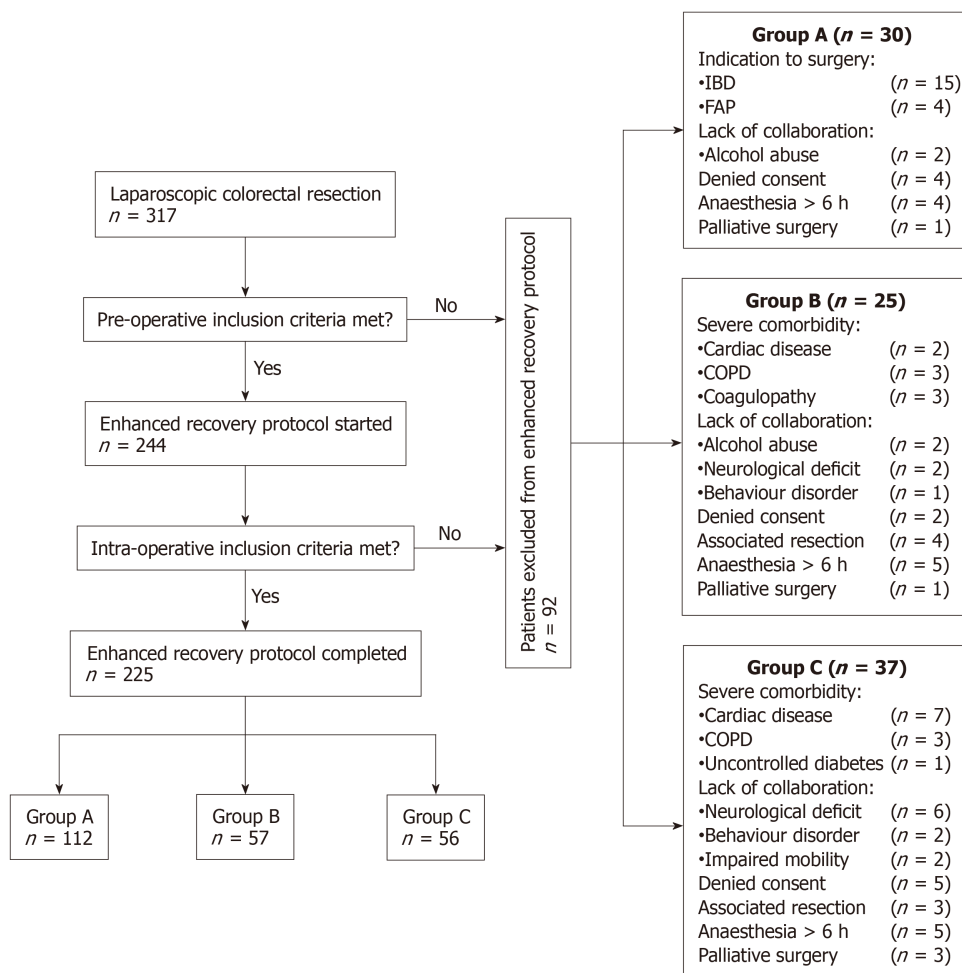 Laparoscopic colorectal resection
n = 317
Pre-operative inclusion criteria met?
No
Yes
Enhanced recovery protocol started
n = 244
Intra-operative inclusion criteria met?
No
Yes
Enhanced recovery protocol completed
n = 225
Group A
n = 112
Group B
n = 57
Group C
n = 56
Patients excluded from enhanced recovery protocol
n = 92
Group A (n = 30)
Indication to surgery:
•IBD (n = 15)
•FAP (n = 4)
Lack of collaboration:
•Alcohol abuse (n = 2)
Denied consent (n = 4)
Anaesthesia > 6 h (n = 4)
Palliative surgery (n = 1)
Group B (n = 25)
Severe comorbidity:
•Cardiac disease (n = 2)
•COPD (n = 3)
•Coagulopathy (n = 3)
Lack of collaboration:
•Alcohol abuse (n = 2)
•Neurological deficit (n = 2)
•Behaviour disorder (n = 1)
Denied consent (n = 2)
Associated resection (n = 4)
Anaesthesia > 6 h (n = 5)
Palliative surgery (n = 1)
Group C (n = 37)
Severe comorbidity:
•Cardiac disease (n = 7)
•COPD (n = 3)
•Uncontrolled diabetes (n = 1)
Lack of collaboration:
•Neurological deficit (n = 6)
•Behaviour disorder (n = 2)
•Impaired mobility (n = 2)
Denied consent (n = 5)
Associated resection (n = 3)
Anaesthesia > 6 h (n = 5)
Palliative surgery (n = 3)